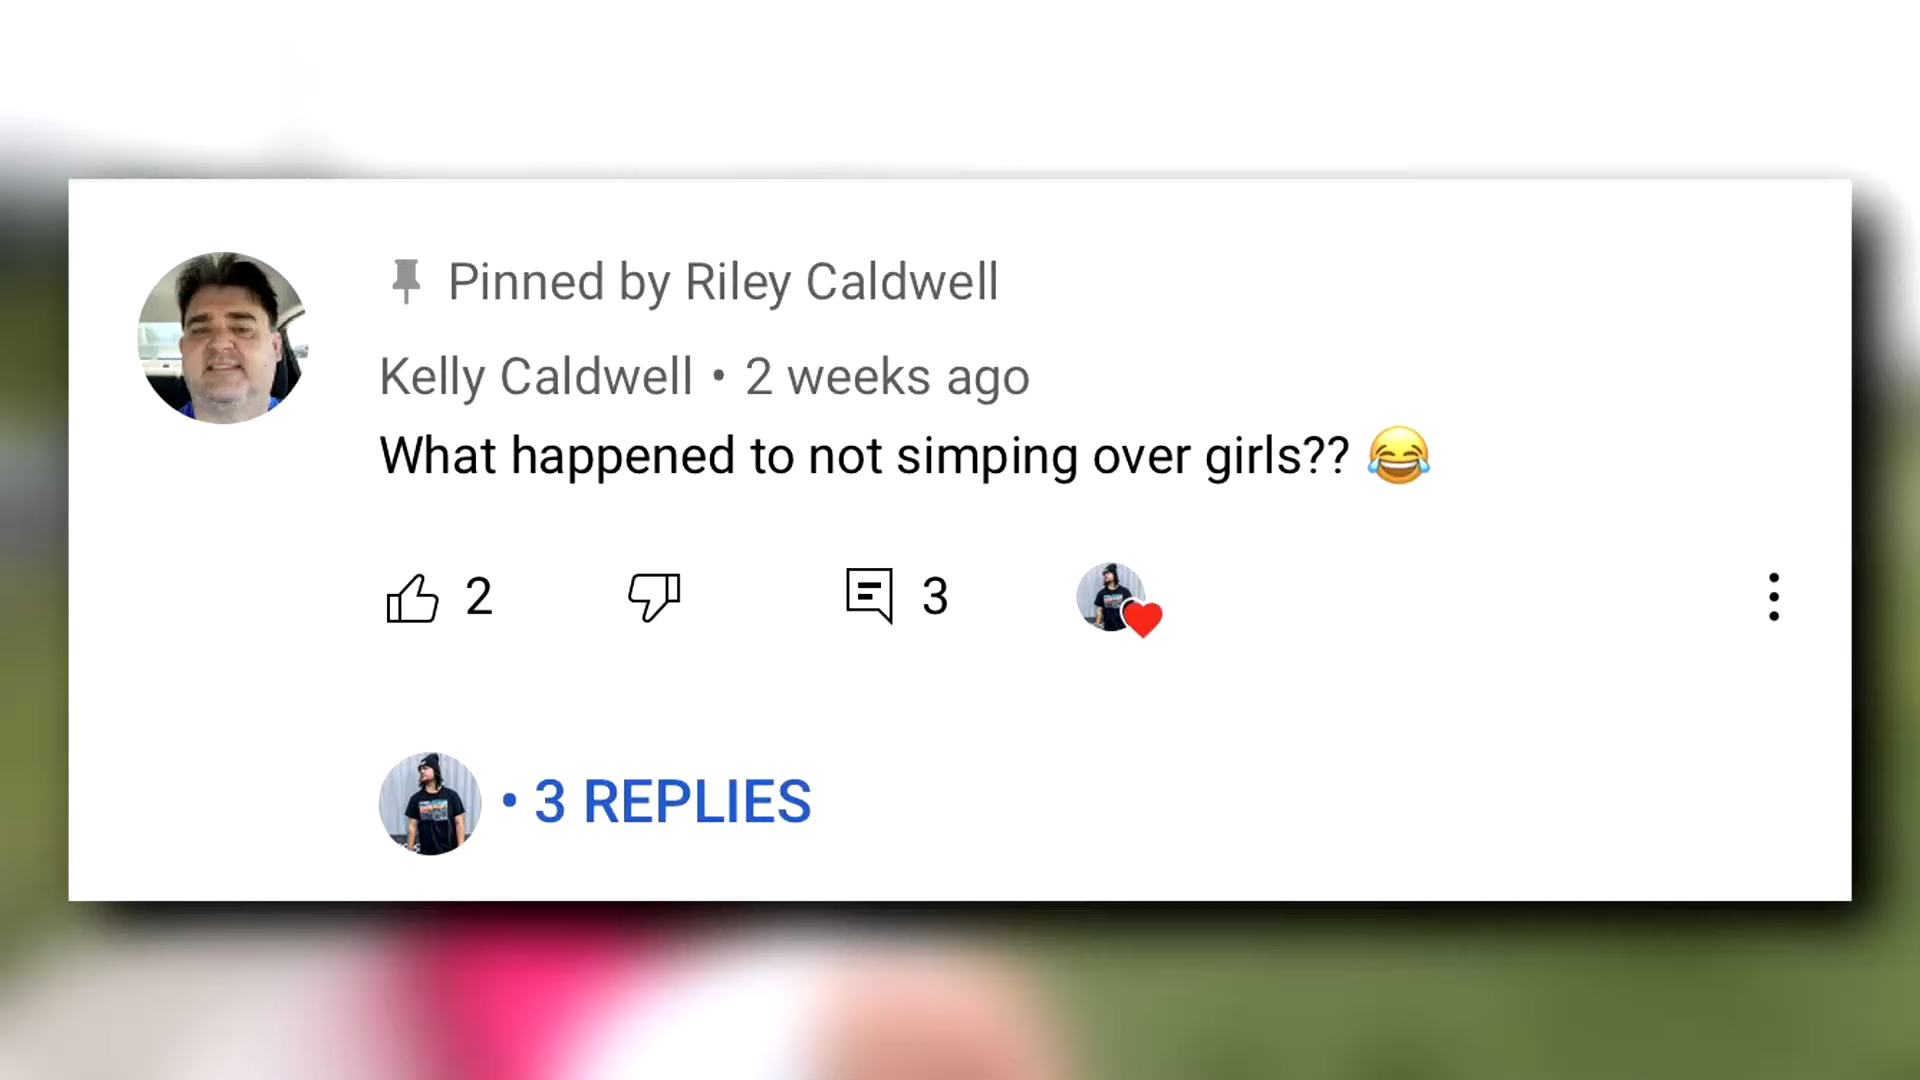 Pinned by Riley Caldwell
Kelly Caldwell • 2 weeks ago
What happened to not simping over girls?? 😂
2
3
• 3 REPLIES